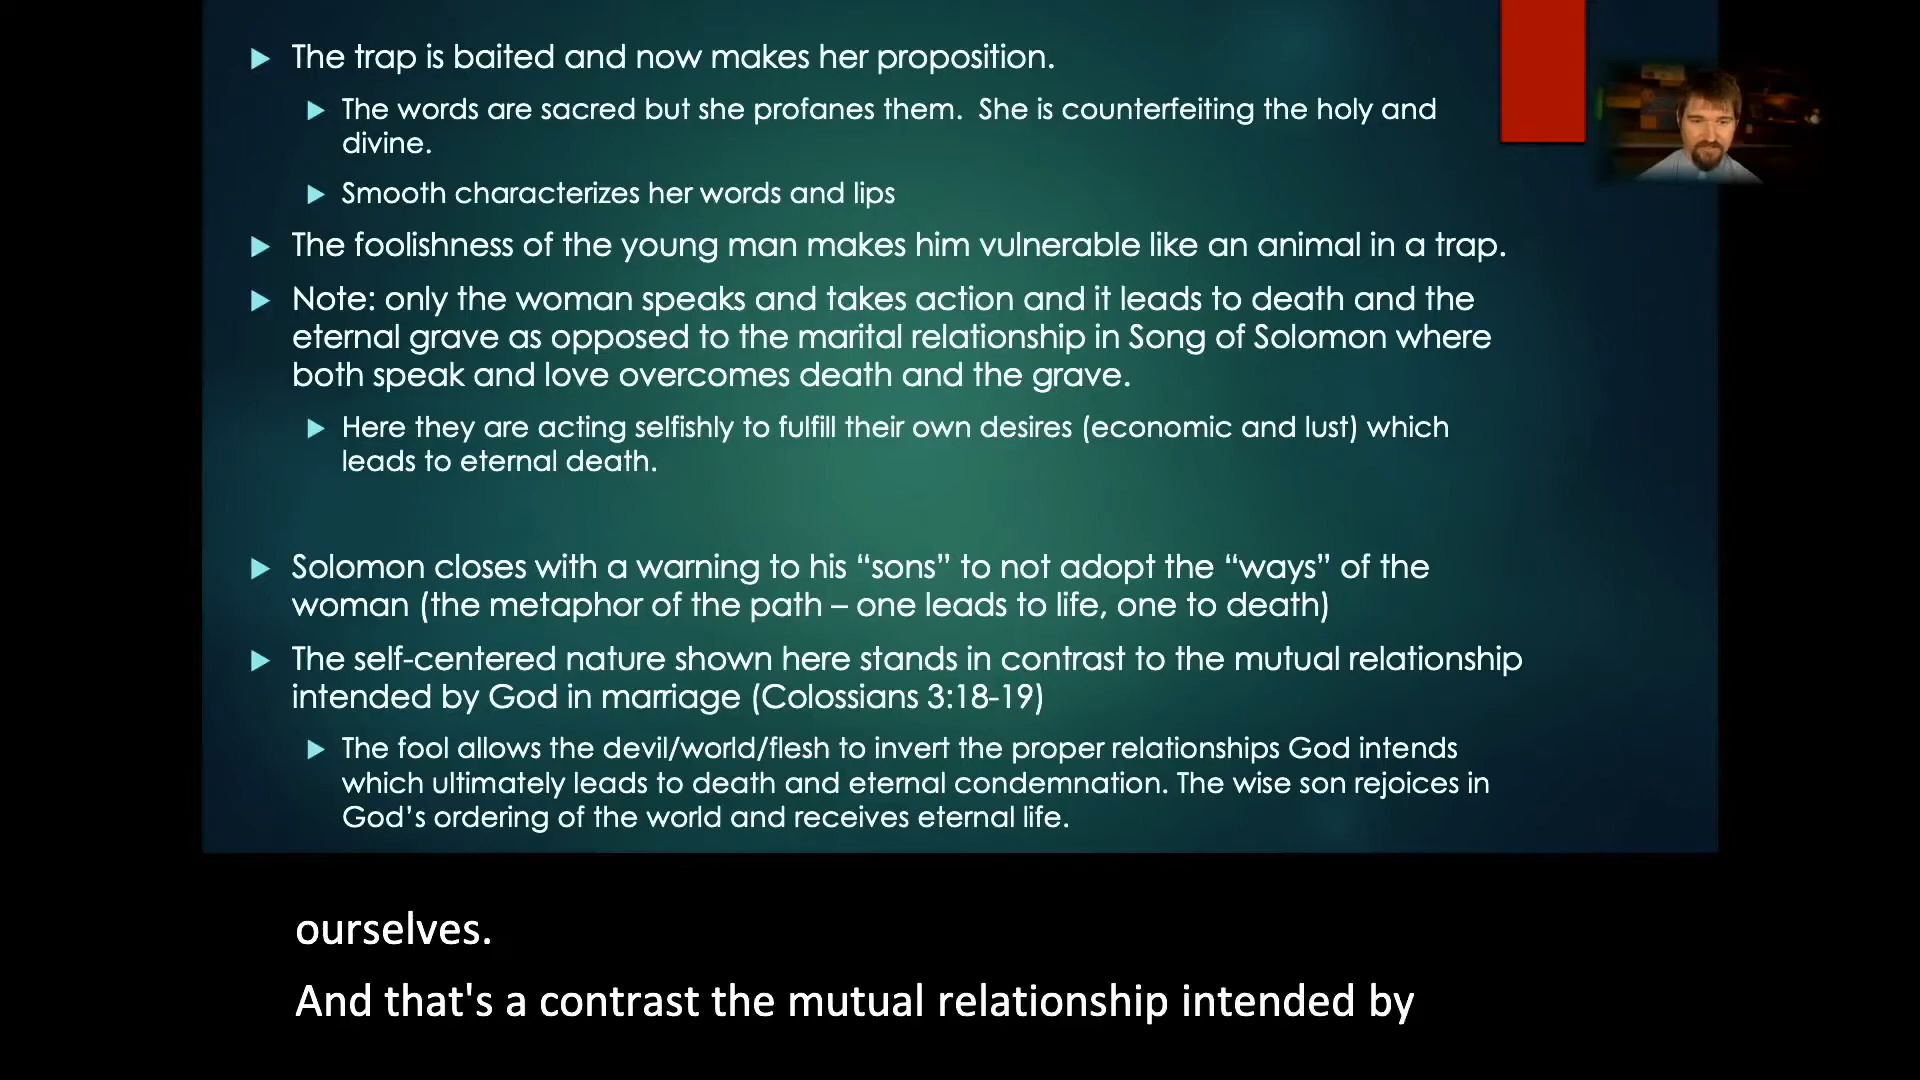 The trap is baited and now makes her proposition.
The words are sacred but she profanes them.  She is counterfeiting the holy and
divine.
Smooth characterizes her words and lips
The foolishness of the young man makes him vulnerable like an animal in a trap.
Note: only the woman speaks and takes action and it leads to death and the
eternal grave as opposed to the marital relationship in Song of Solomon where
both speak and love overcomes death and the grave.
Here they are acting selfishly to fulfill their own desires (economic and lust) which
leads to eternal death.
Solomon closes with a warning to his “sons” to not adopt the “ways” of the
woman (the metaphor of the path – one leads to life, one to death)
The self-centered nature shown here stands in contrast to the mutual relationship
intended by God in marriage (Colossians 3:18-19)
The fool allows the devil/world/flesh to invert the proper relationships God intends
which ultimately leads to death and eternal condemnation. The wise son rejoices in
God’s ordering of the world and receives eternal life.
ourselves.
And that's a contrast the mutual relationship intended by